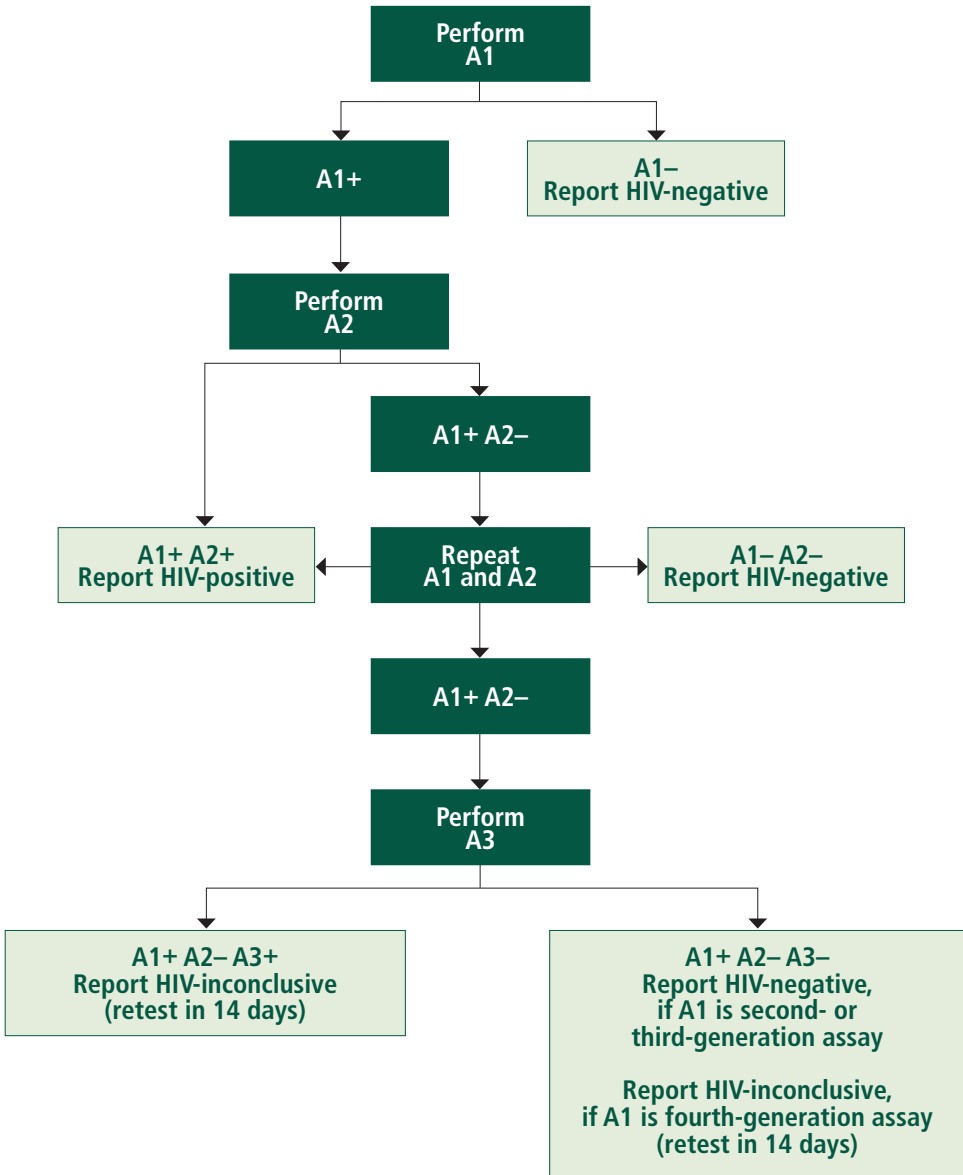 Perform
A1
A1+
A1–
Report HIV-negative
Perform
A2
A1+ A2–
A1+ A2+
Report HIV-positive
Repeat
A1 and A2
A1– A2–
Report HIV-negative
A1+ A2–
Perform
A3
A1+ A2– A3+
Report HIV-inconclusive
(retest in 14 days)
A1+ A2– A3–
Report HIV-negative,
if A1 is second- or
third-generation assay
Report HIV-inconclusive,
if A1 is fourth-generation assay
(retest in 14 days)